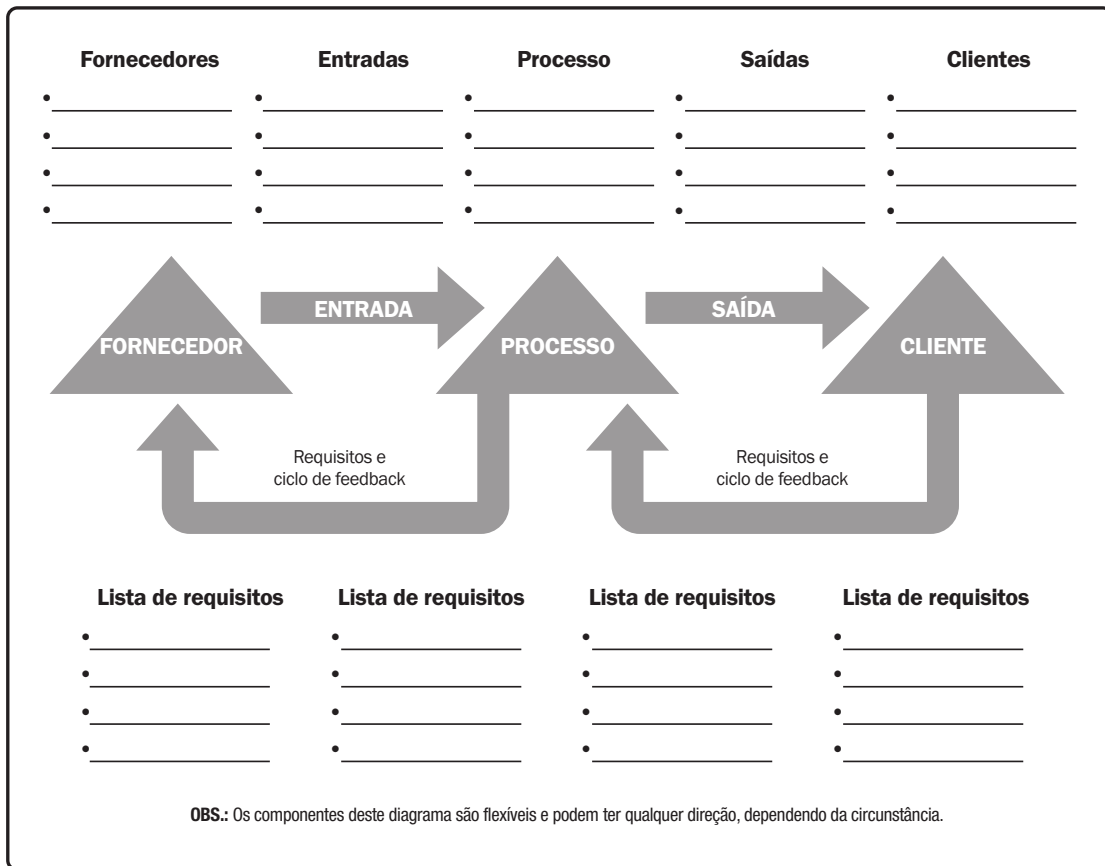 Fornecedores
Entradas
Processo
Saídas
Clientes
ENTRADA
SAÍDA
FORNECEDOR
PROCESSO
CLIENTE
Requisitos e
ciclo de feedback
Requisitos e
ciclo de feedback
Lista de requisitos
Lista de requisitos
Lista de requisitos
Lista de requisitos
OBS.: Os componentes deste diagrama são flexíveis e podem ter qualquer direção, dependendo da circunstância.